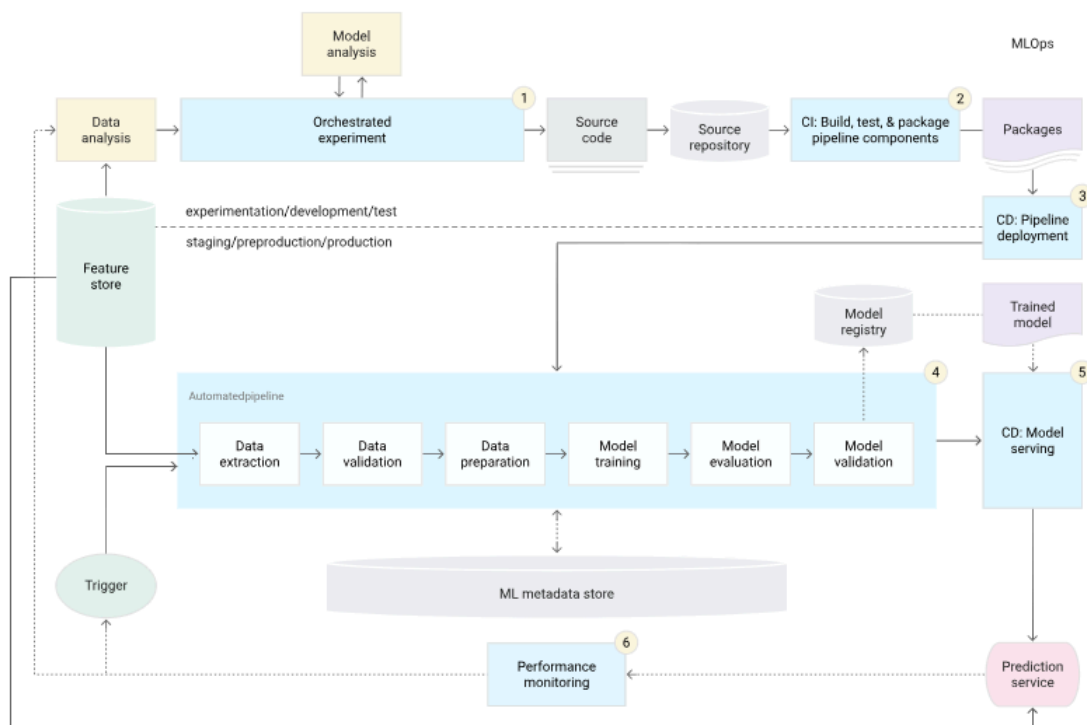 Model
analysis
MLOps
1
2
Data
analysis
Orchestrated
experiment
Source
code
Source
repository
CI: Build, test, & package
pipeline components
Packages
3
experimentation/development/test
staging/preproduction/production
CD: Pipeline
deployment
Feature
store
Model
registry
Trained
model
4
5
Automatedpipeline
Data
extraction
Data
validation
Data
preparation
Model
training
Model
evaluation
Model
validation
CD: Model
serving
Trigger
ML metadata store
6
Performance
monitoring
Prediction
service